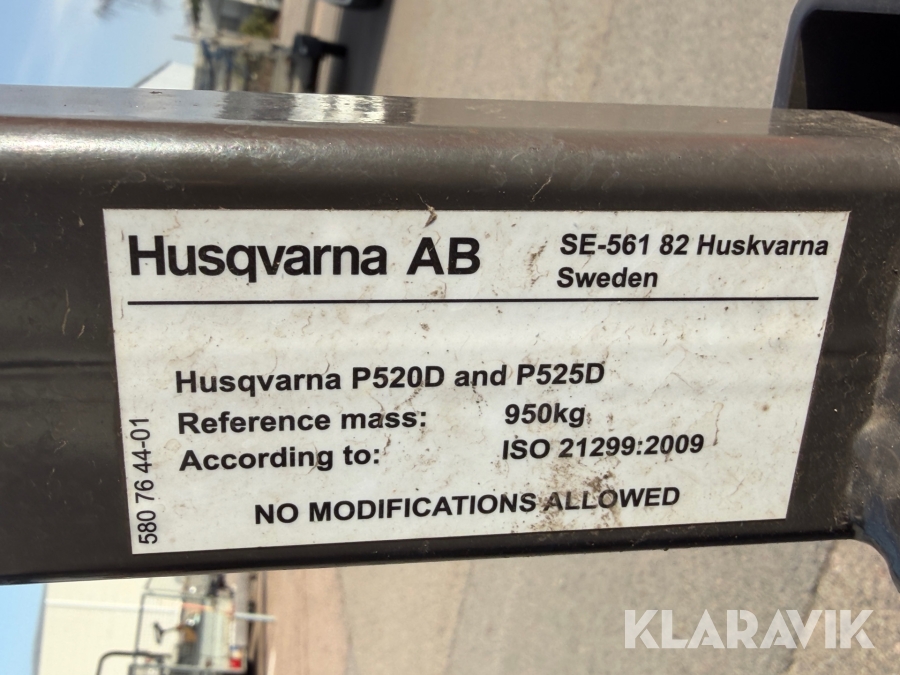 Husqvarna AB
SE-561 82 Huskvarna
Sweden
Husqvarna P520D and P525D
Reference mass: 950kg
According to: ISO 21299:2009
NO MODIFICATIONS ALLOWED
580 76 44-01
KLARAVIK